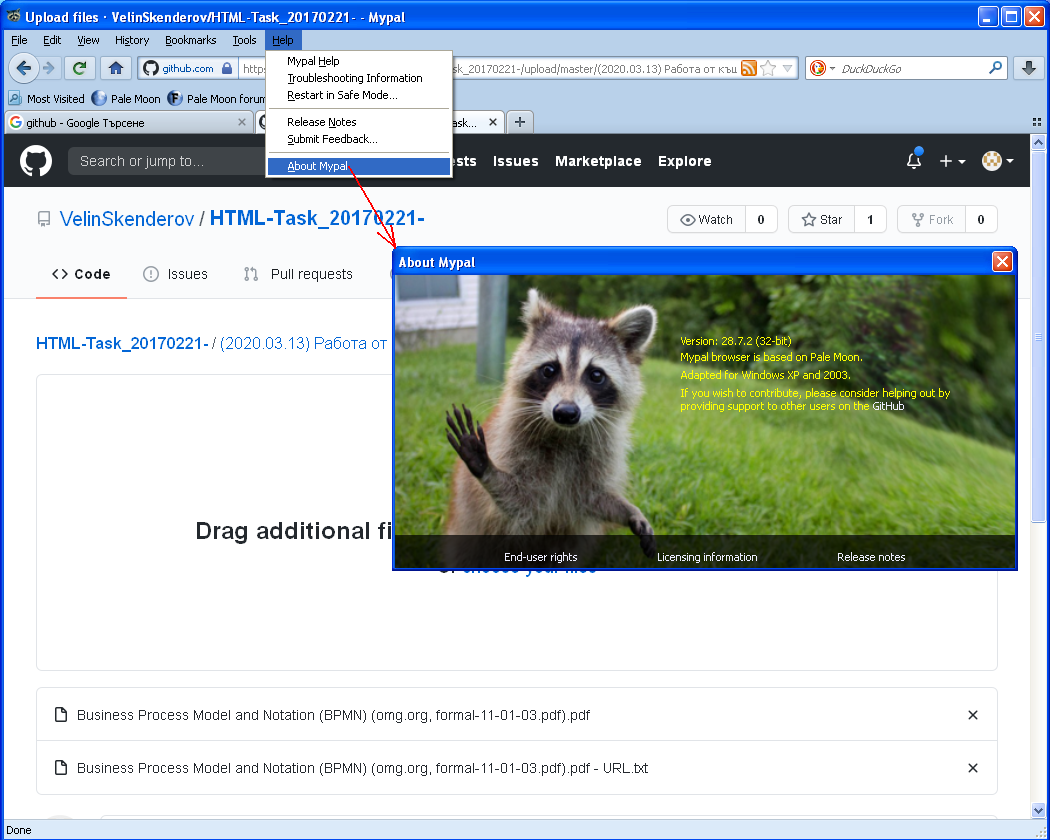 Upload files · VelinSkenderov/HTML-Task_20170221- - Mypal
File Edit View History Bookmarks Tools Help
Mypal Help
Troubleshooting Information
Restart in Safe Mode...
Release Notes
Submit Feedback...
About Mypal
github.com http sk_20170221-/upload/master/(2020.03.13) Работа от къщ DuckDuckGo
Most Visited Pale Moon Pale Moon forum
github - Google Търсене ask...
Search or jump to... ests Issues Marketplace Explore
VelinSkenderov / HTML-Task_20170221-
Watch 0 Star 1 Fork 0
Code Issues Pull requests
HTML-Task_20170221- / (2020.03.13) Работа от
About Mypal
Version: 28.7.2 (32-bit)
Mypal browser is based on Pale Moon.
Adapted for Windows XP and 2003.
If you wish to contribute, please consider helping out by
providing support to other users on the GitHub
End-user rights Licensing information Release notes
Drag additional fi
Or choose your files
Business Process Model and Notation (BPMN) (omg.org, formal-11-01-03.pdf).pdf
Business Process Model and Notation (BPMN) (omg.org, formal-11-01-03.pdf).pdf - URL.txt
Done